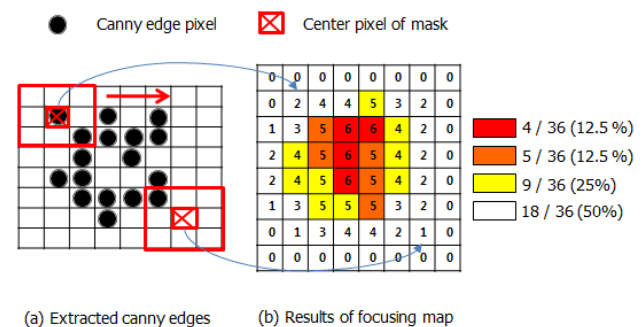 Canny edge pixel Center pixel of mask
0 0 0 0 0 0 0 0
0 2 4 4 5 3 2 0
1 3 5 6 6 4 2 0
2 4 5 6 5 4 2 0
2 4 5 6 5 4 2 0
1 3 5 5 5 3 2 0
0 1 3 4 4 2 1 0
0 0 0 0 0 0 0 0
4 / 36 (12.5 %)
5 / 36 (12.5 %)
9 / 36 (25%)
18 / 36 (50%)
(a) Extracted canny edges (b) Results of focusing map